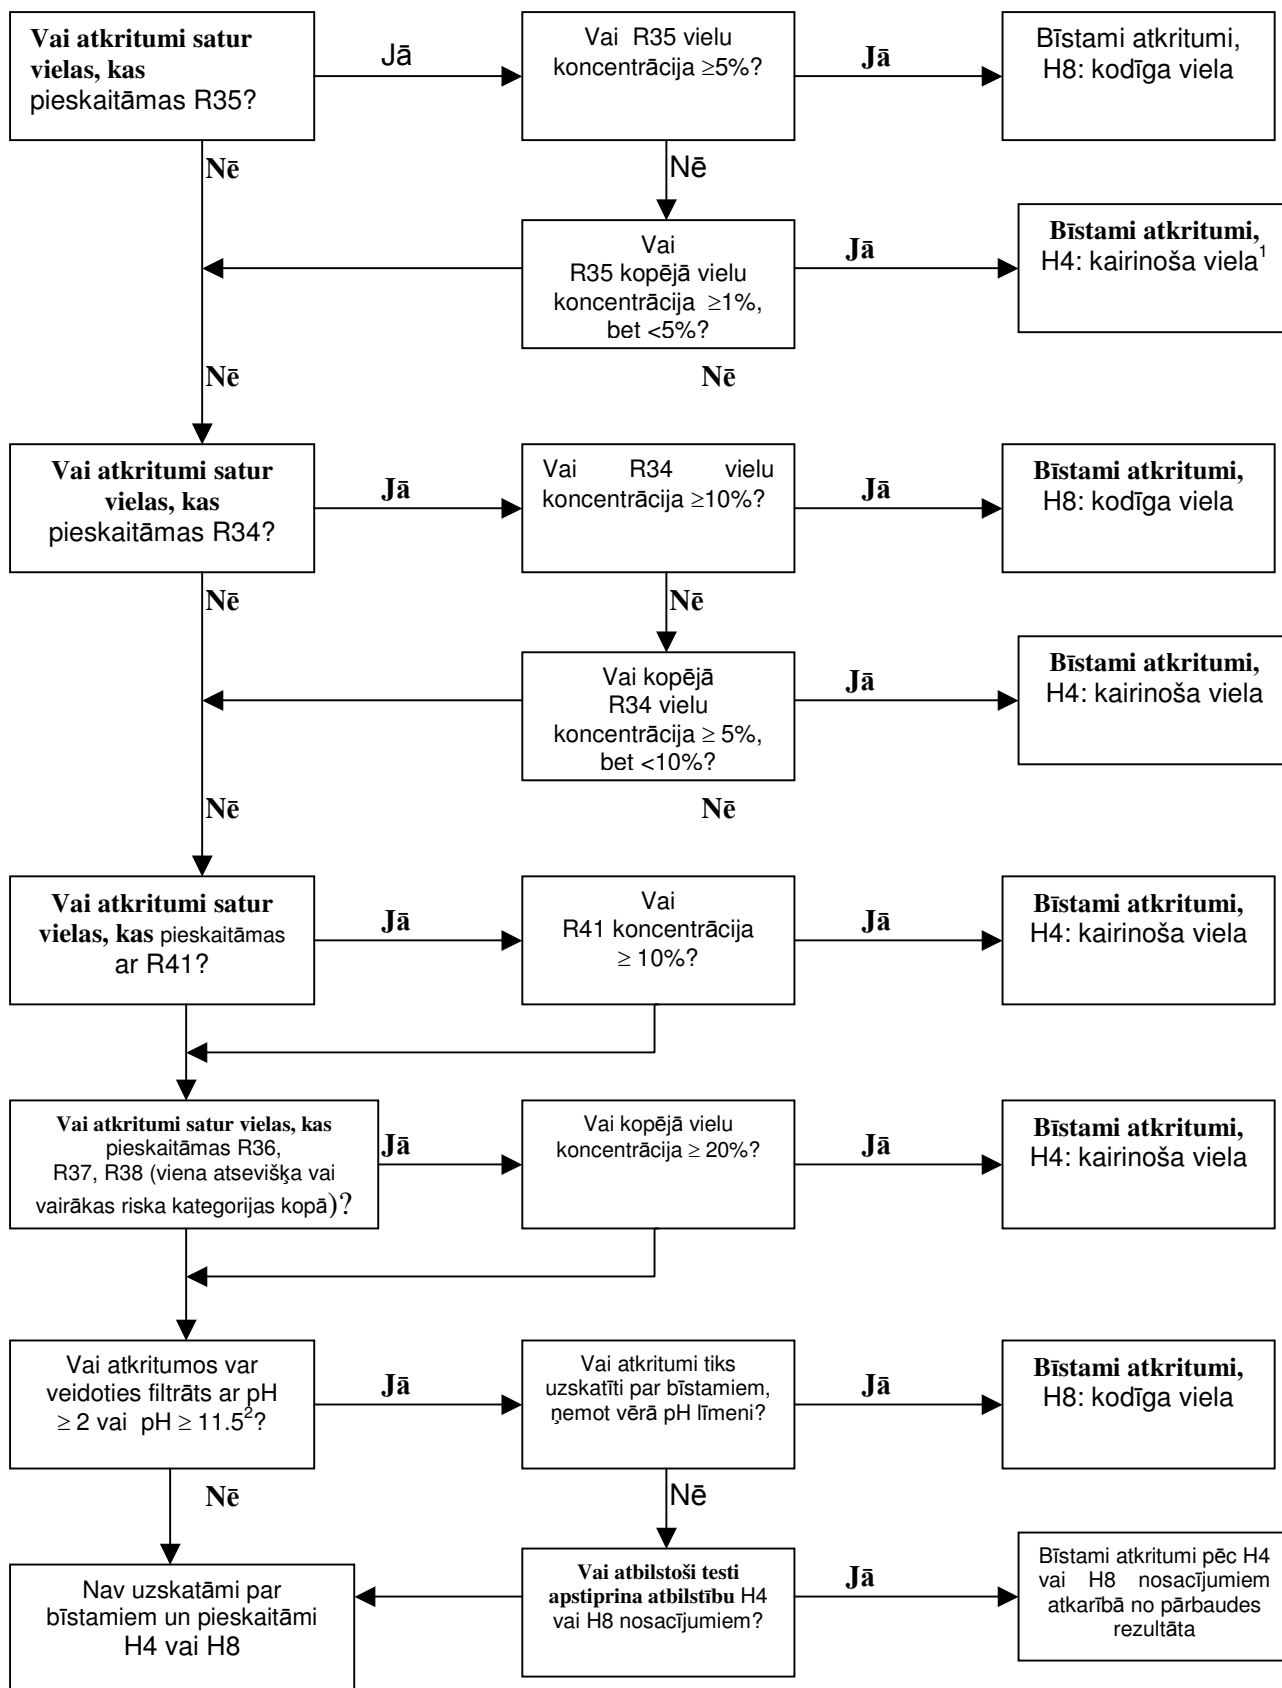 Vai atkritumi satur
vielas, kas
pieskaitāmas R35?
Jā
Vai R35 vielu
koncentrācija ≥5%?
Jā
Bīstami atkritumi,
H8: kodīga viela
Nē
Nē
Vai
R35 kopējā vielu
koncentrācija ≥1%,
bet <5%?
Jā
Bīstami atkritumi,
H4: kairinoša viela¹
Nē
Nē
Vai atkritumi satur
vielas, kas
pieskaitāmas R34?
Jā
Vai R34 vielu
koncentrācija ≥10%?
Jā
Bīstami atkritumi,
H8: kodīga viela
Nē
Nē
Vai kopējā
R34 vielu
koncentrācija ≥ 5%,
bet <10%?
Jā
Bīstami atkritumi,
H4: kairinoša viela
Nē
Nē
Vai atkritumi satur
vielas, kas pieskaitāmas
ar R41?
Jā
Vai
R41 koncentrācija
≥ 10%?
Jā
Bīstami atkritumi,
H4: kairinoša viela
Vai atkritumi satur vielas, kas
pieskaitāmas R36,
R37, R38 (viena atsevišķa vai
vairākas riska kategorijas kopā)?
Jā
Vai kopējā vielu
koncentrācija ≥ 20%?
Jā
Bīstami atkritumi,
H4: kairinoša viela
Vai atkritumos var
veidoties filtrāts ar pH
≥ 2 vai pH ≥ 11.5²?
Jā
Vai atkritumi tiks
uzskatīti par bīstamiem,
ņemot vērā pH līmeni?
Jā
Bīstami atkritumi,
H8: kodīga viela
Nē
Nē
Nav uzskatāmi par
bīstamiem un pieskaitāmi
H4 vai H8
Vai atbilstoši testi
apstiprina atbilstību H4
vai H8 nosacījumiem?
Jā
Bīstami atkritumi pēc H4
vai H8 nosacījumiem
atkarībā no pārbaudes
rezultāta